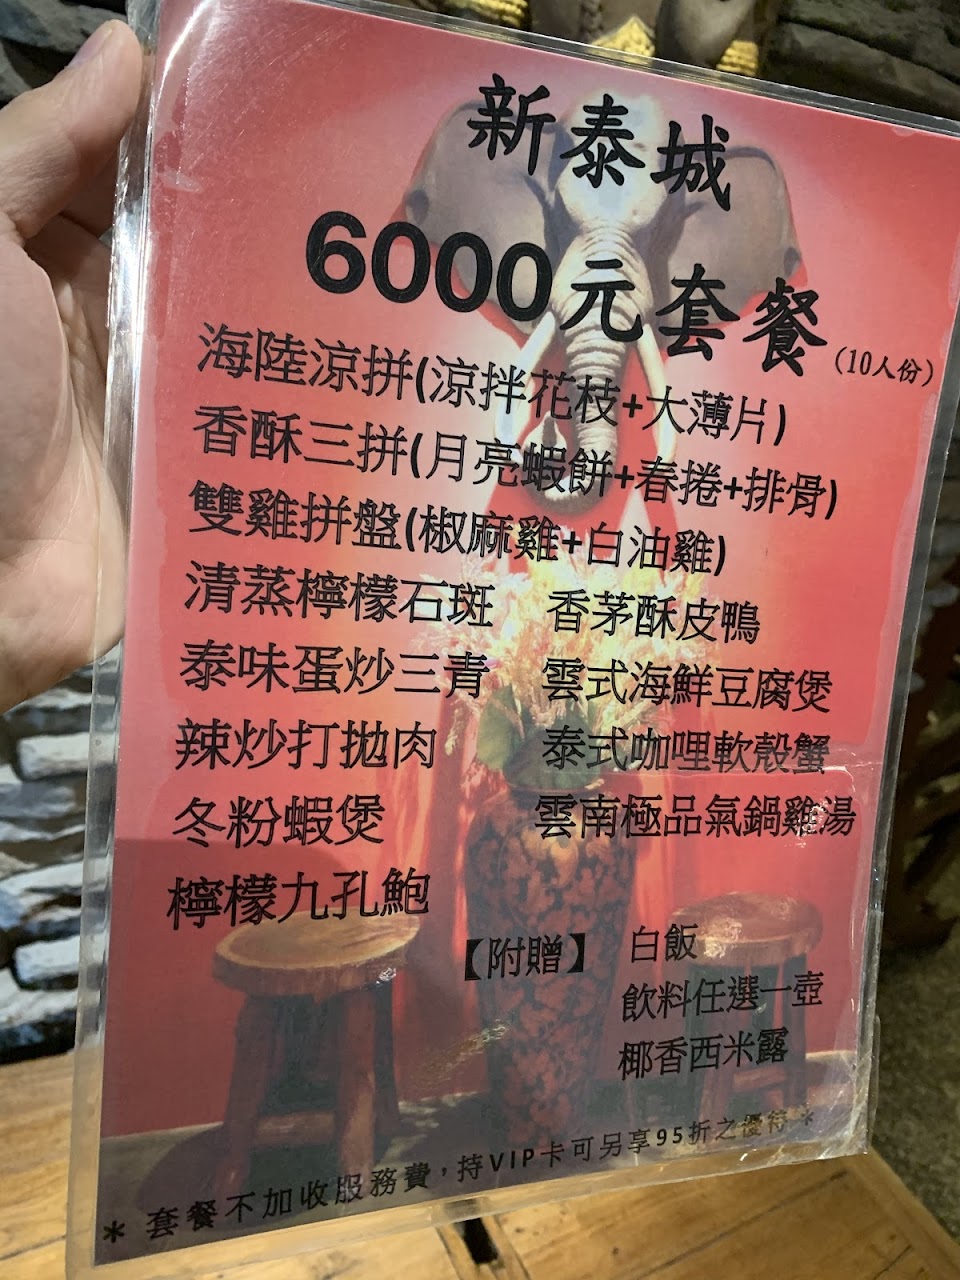 新泰城
6000元套餐(10人份)
海陸涼拼(涼拌花枝+大薄片)
香酥三拼(月亮蝦餅+春捲+排骨)
雙雞拼盤(椒麻雞+白油雞)
清蒸檸檬石斑 香茅酥皮鴨
泰味蛋炒三青 雲式海鮮豆腐煲
辣炒打拋肉 泰式咖哩軟殼蟹
冬粉蝦煲 雲南極品氣鍋雞湯
檸檬九孔鮑
【附贈】 白飯
飲料任選一壺
椰香西米露
* 套餐不加收服務費，持VIP卡可另享95折之優待 *